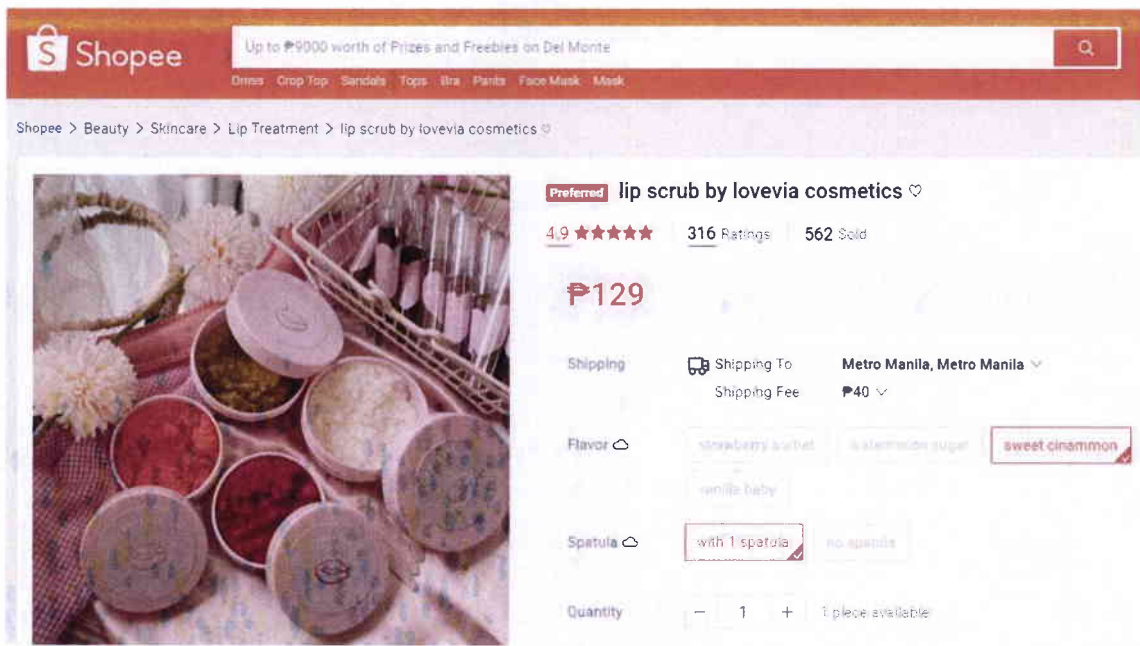 Shopee
Up to ₱9000 worth of Prizes and Freebies on Del Monte
Dress Crop Top Sandals Tops Bra Pants Face Mask Mask
Shopee > Beauty > Skincare > Lip Treatment > lip scrub by lovevia cosmetics ♡
Preferred lip scrub by lovevia cosmetics ♡
4.9 ★★★★★ 316 Ratings 562 Sold
₱129
Shipping Shipping To Metro Manila, Metro Manila
Shipping Fee ₱40
Flavor strawberry sorbet watermelon sugar sweet cinammon
vanilla baby
Spatula with 1 spatula no spatula
Quantity − 1 + 1 piece available